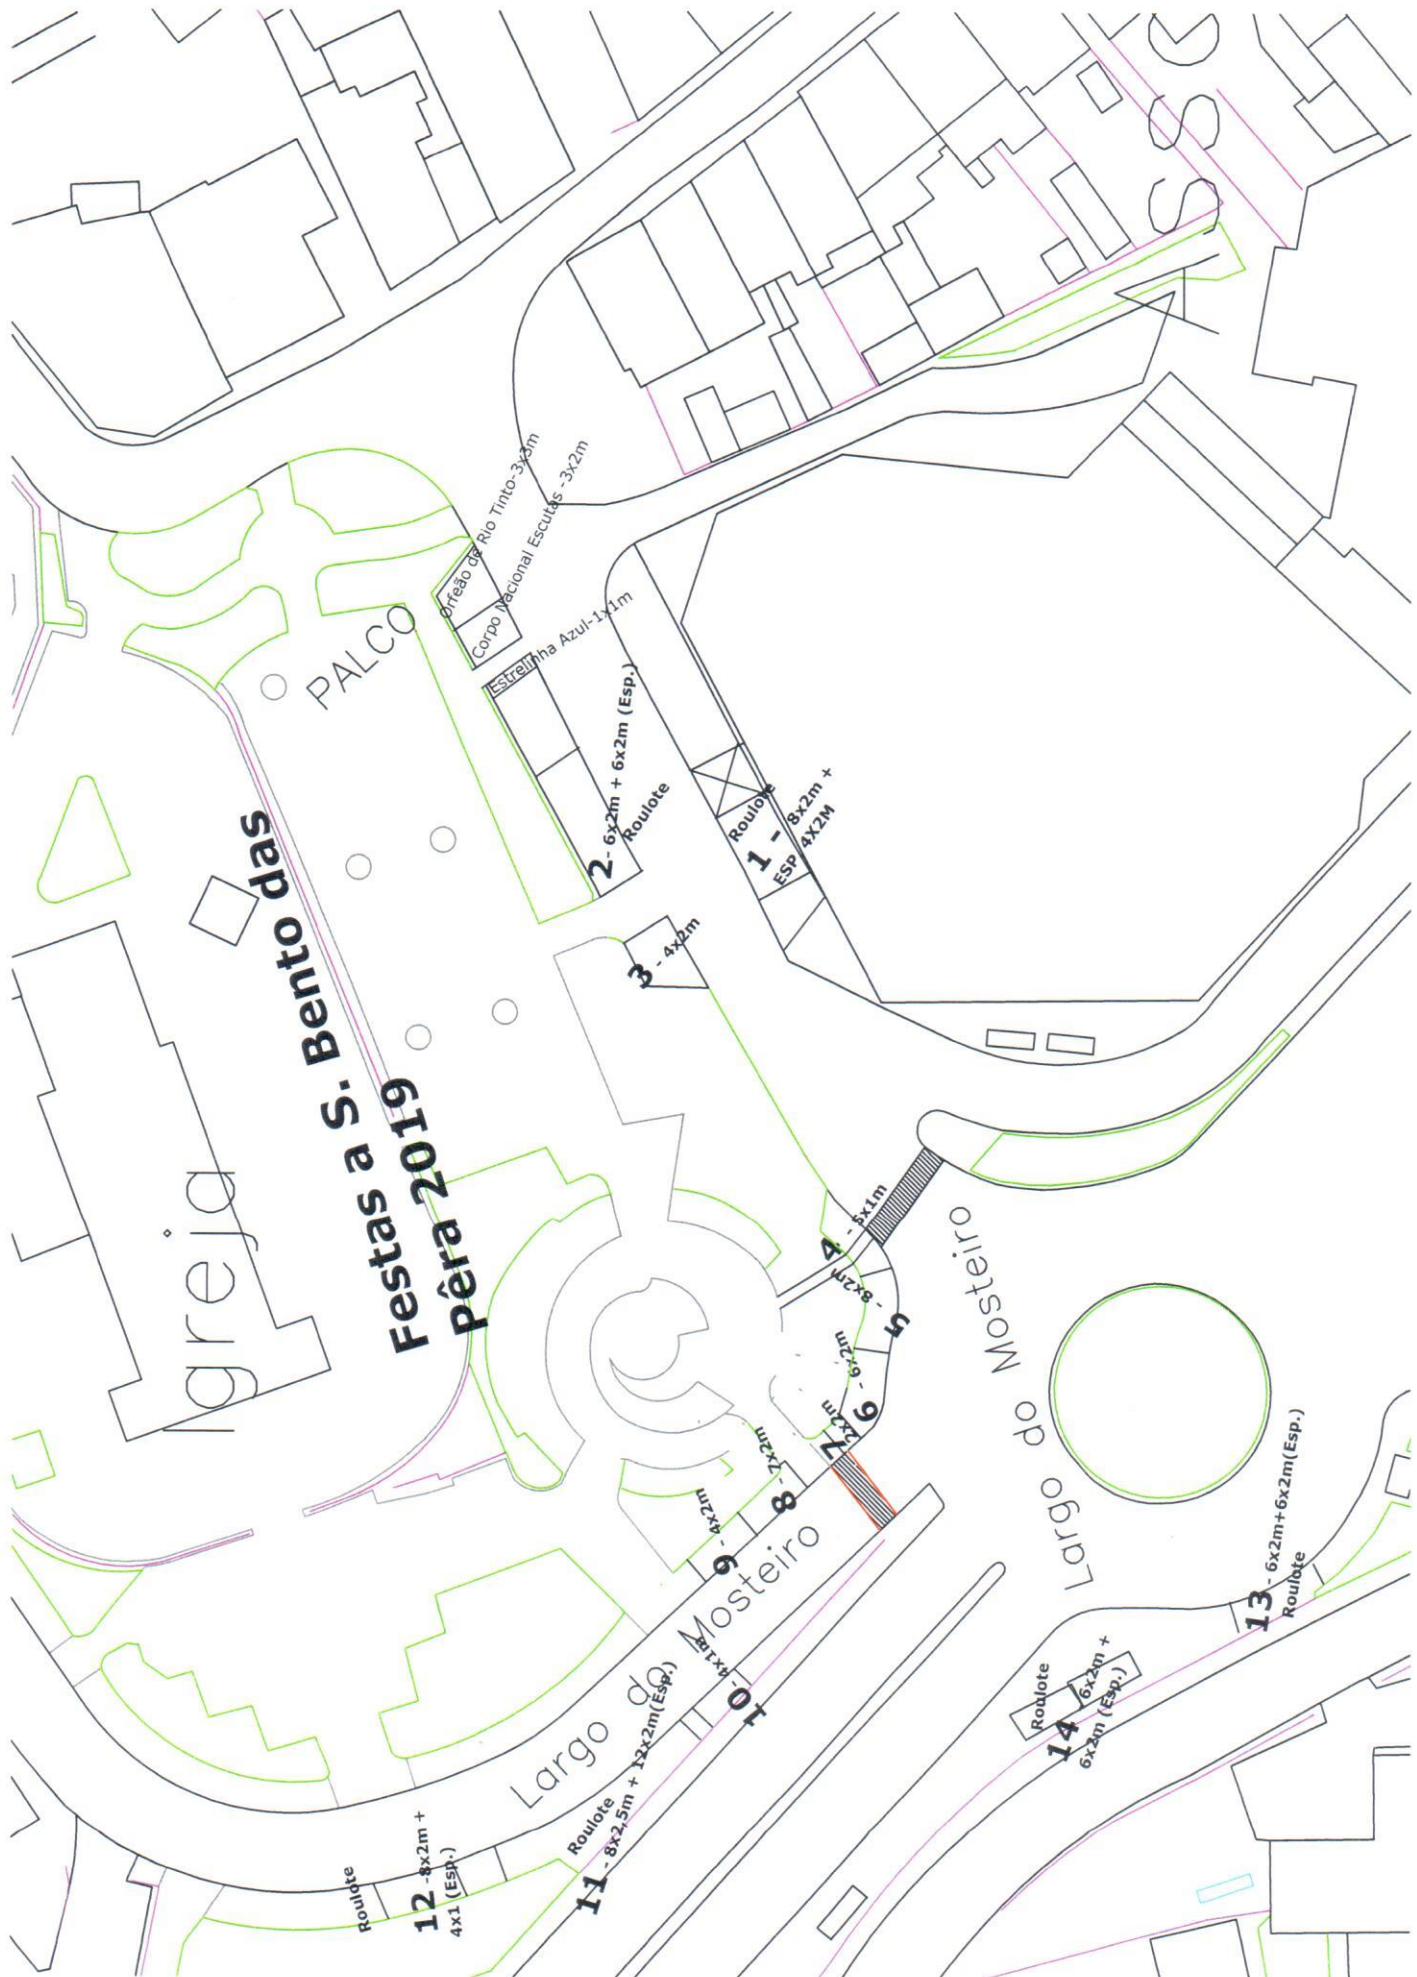 S
S
PALCO
Orfeão de Rio Tinto-3x3m
Corpo Nacional Escutas -3x2m
Estrelinha Azul-1x1m
2- 6x2m + 6x2m (Esp.)
Roulote
Roulote
1 - 8x2m +
ESP 4X2M
3 - 4x2m
Festas a S. Bento das
Pêra 2019
Igreja
4 - 5x1m
5 - 8x2m
6 - 6x2m
7 2x2m
8 - 7x2m
9 - 4x2m
Largo do Mosteiro
Largo do Mosteiro
10- 4x1m
Roulote
11 - 8x2,5m + 12x2m(Esp.)
Roulote
12 -8x2m +
4x1 (Esp.)
13 - 6x2m+6x2m(Esp.)
Roulote
Roulote
14 6x2m +
6x2m (Esp.)